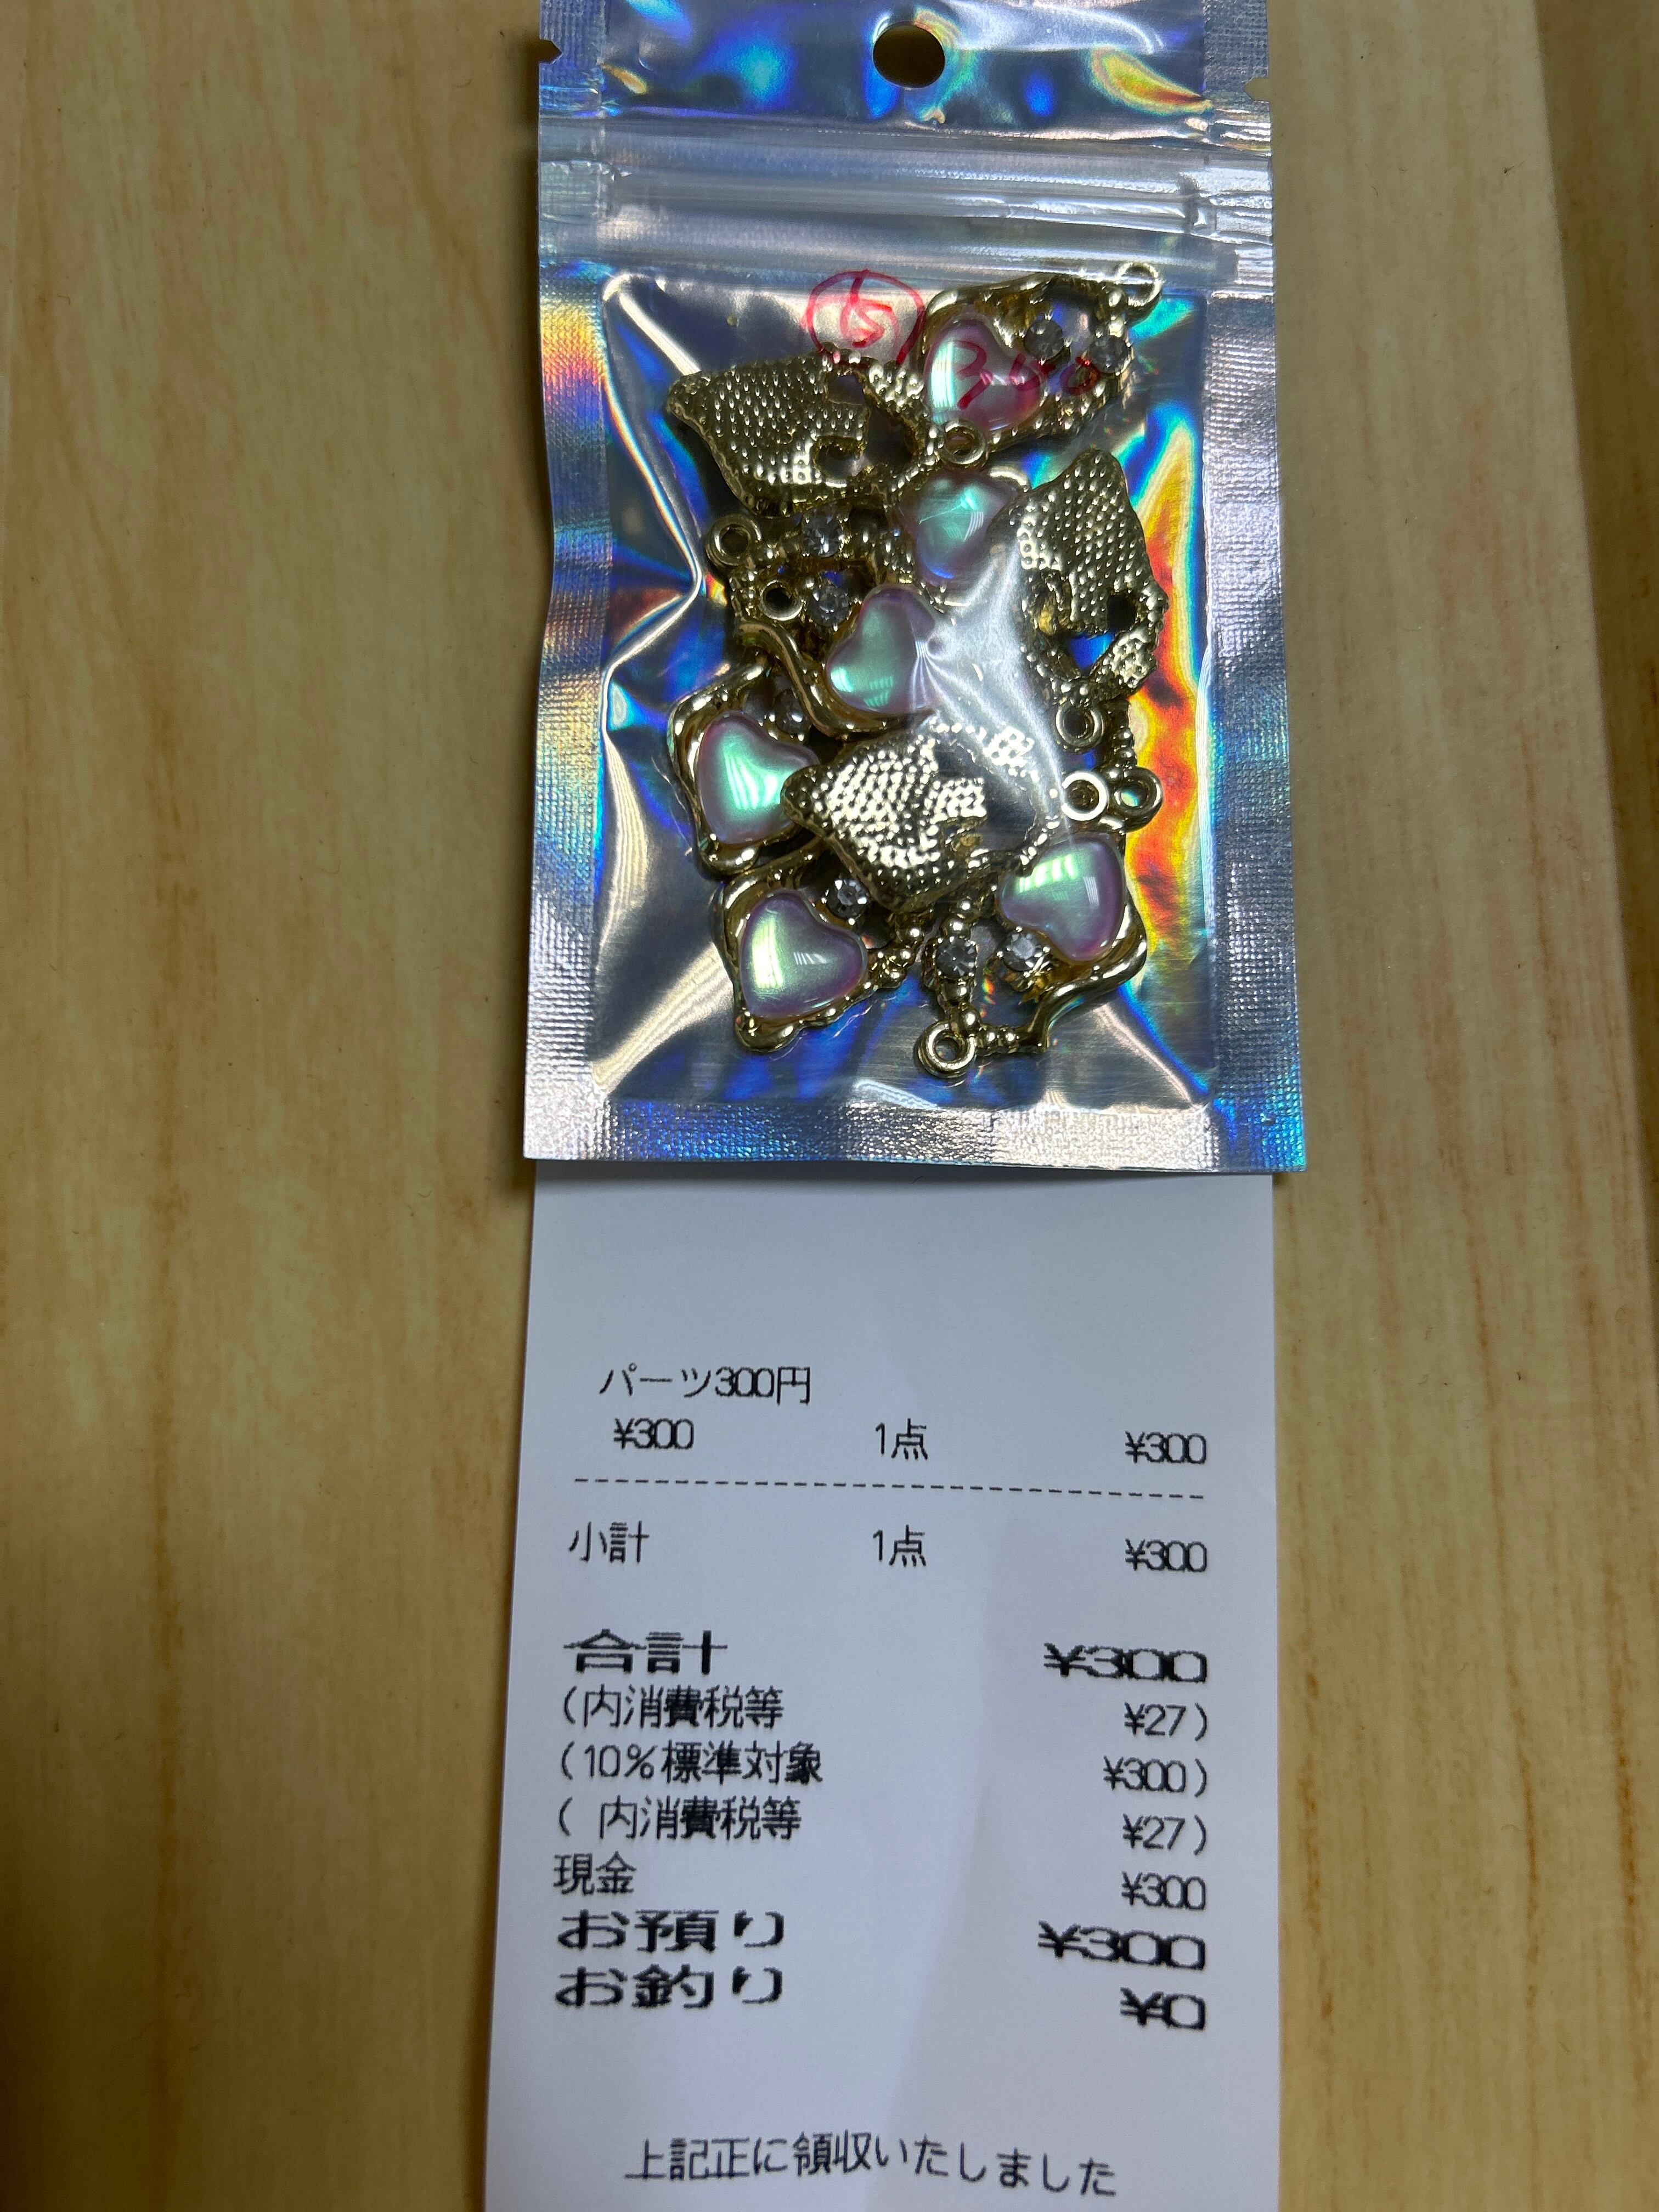 300
パーツ300円
¥300 1点 ¥300
小計 1点 ¥300
合計 ¥300
(内消費税等 ¥27)
(10%標準対象 ¥300)
( 内消費税等 ¥27)
現金 ¥300
お預り ¥300
お釣り ¥0
上記正に領収いたしました